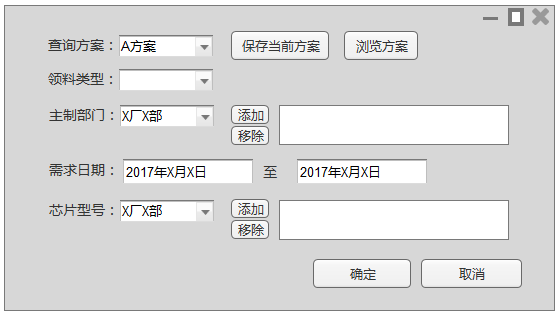 查询方案： A方案 保存当前方案 浏览方案
领料类型：
主制部门： X厂X部 添加
移除
需求日期： 2017年X月X日 至 2017年X月X日
芯片型号： X厂X部 添加
移除
确定 取消